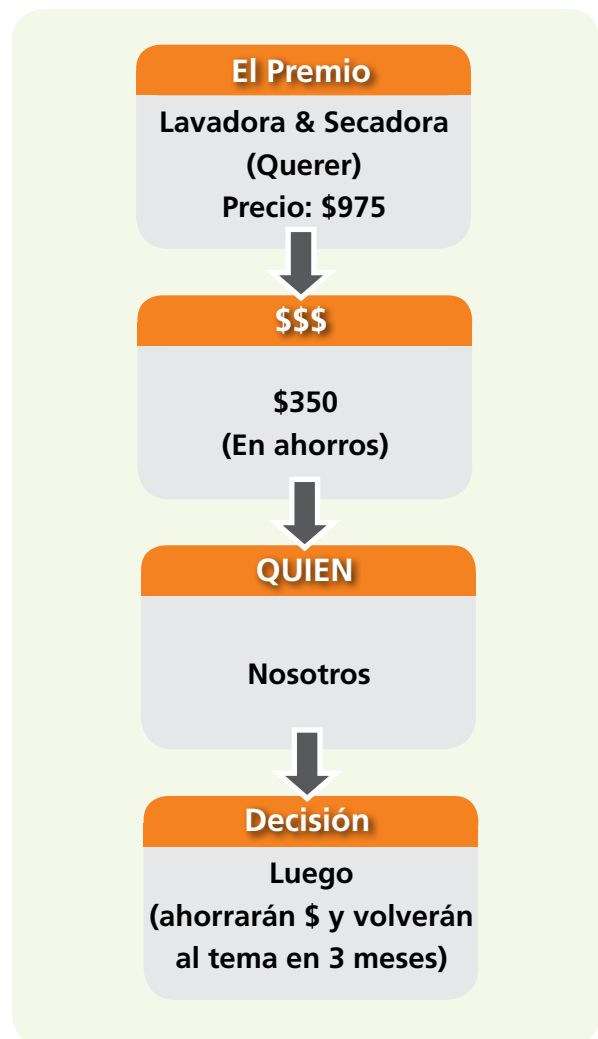 El Premio
Lavadora & Secadora
(Querer)
Precio: $975
$$$
$350
(En ahorros)
QUIEN
Nosotros
Decisión
Luego
(ahorrarán $ y volverán
al tema en 3 meses)